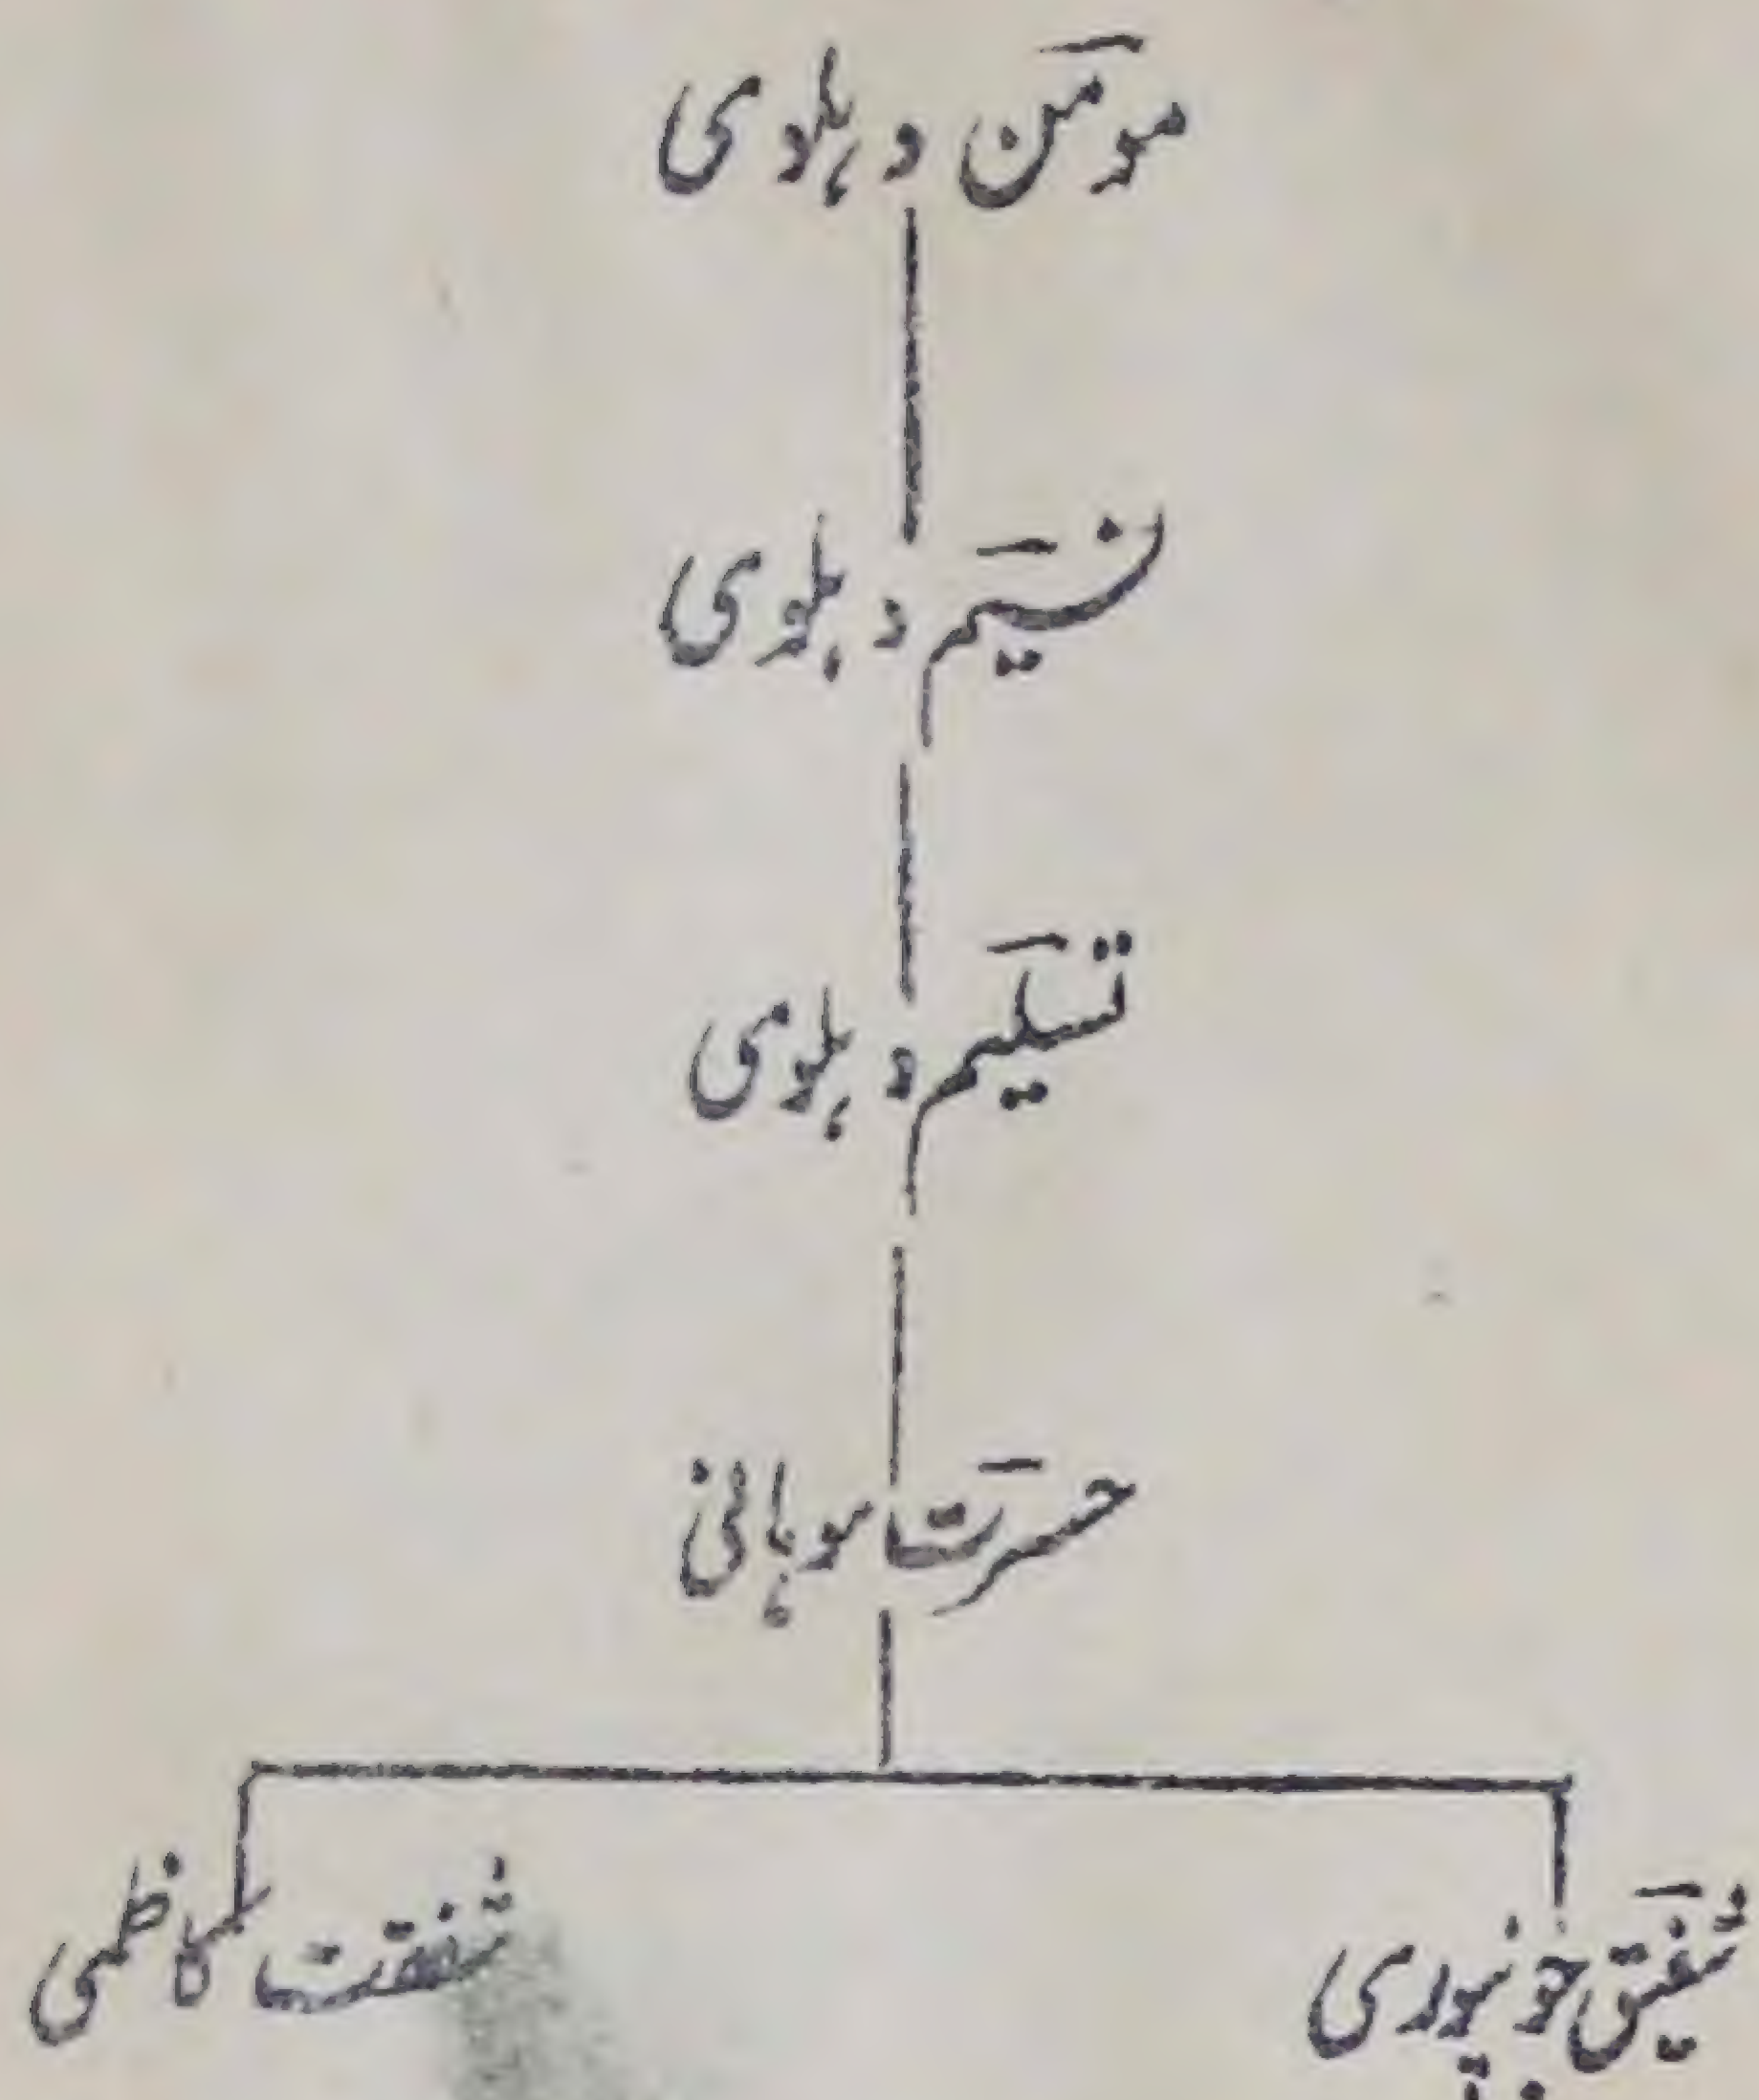 مومن دہلوی
نسیم دہلوی
تسلیم دہلوی
حسرت موہانی
شفیق جونپوری
شفقت کاظمی